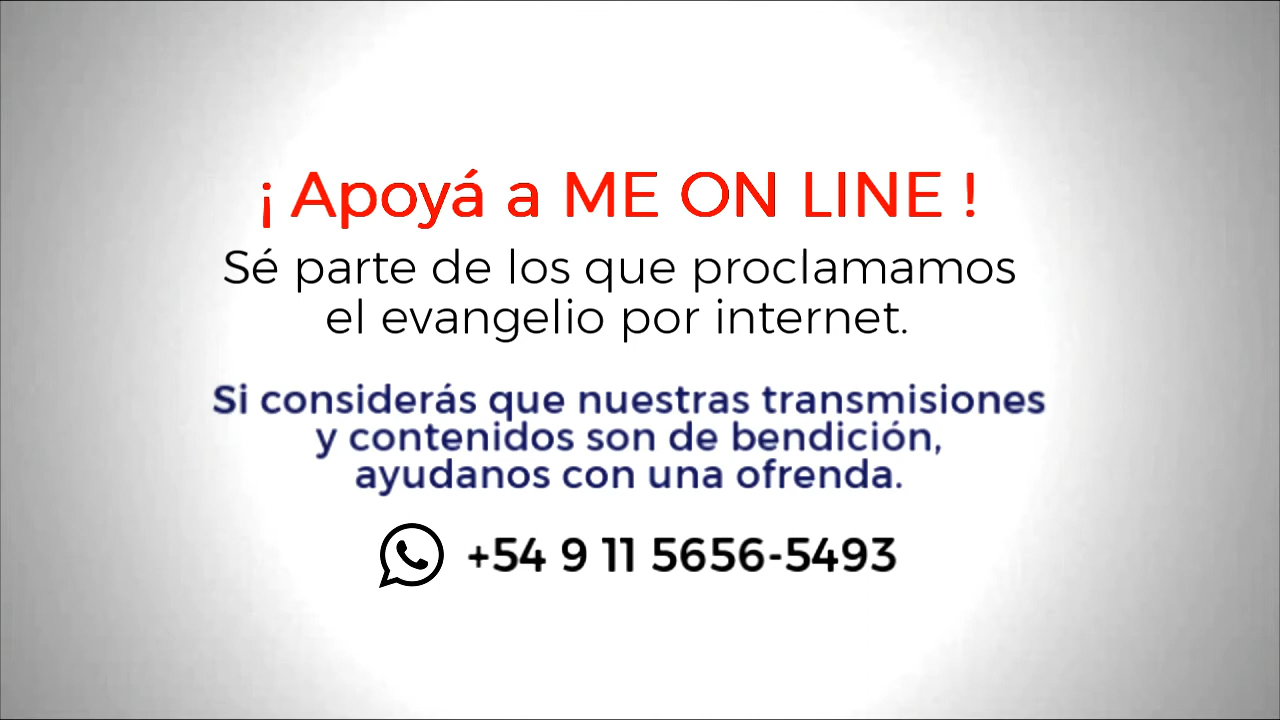 ¡ Apoyá a ME ON LINE !
Sé parte de los que proclamamos
el evangelio por internet.
Si considerás que nuestras transmisiones
y contenidos son de bendición,
ayudanos con una ofrenda.
+54 9 11 5656-5493